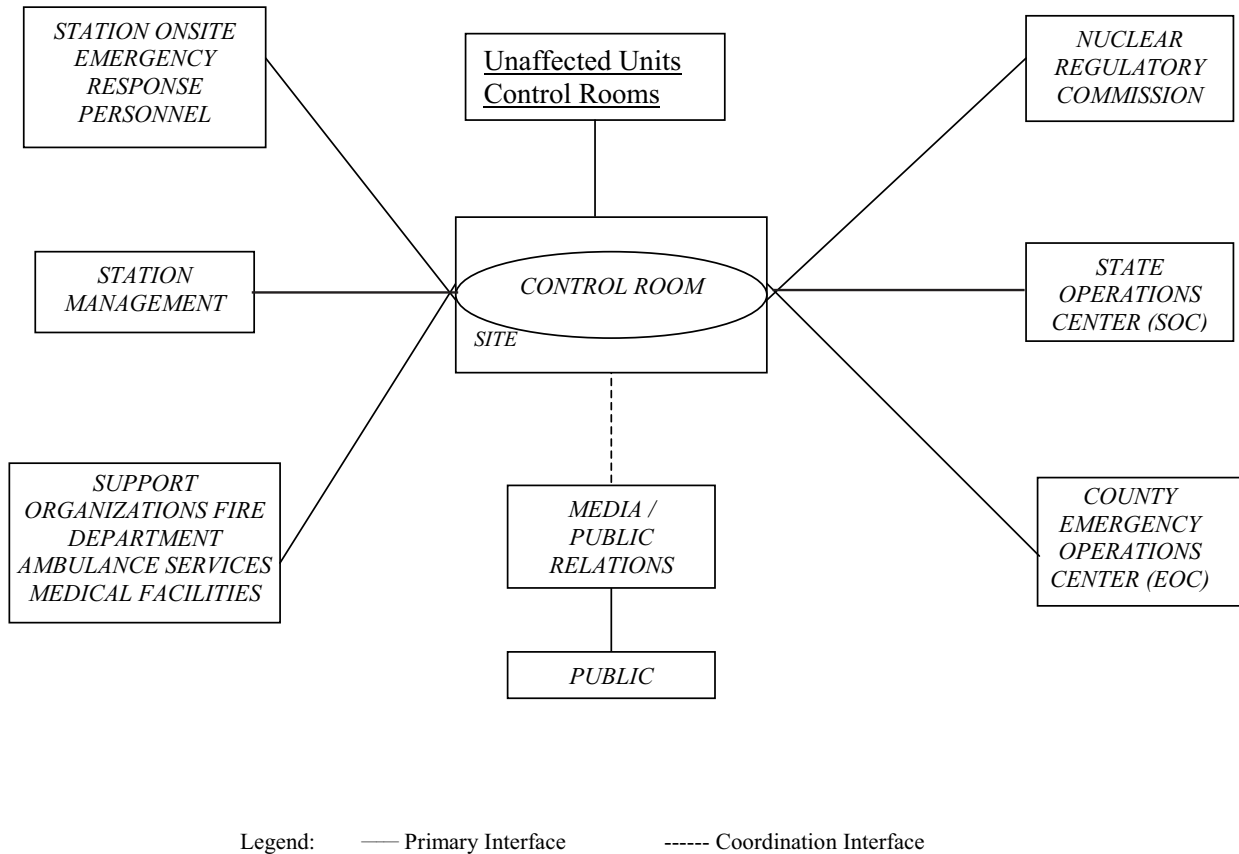 STATION ONSITE
EMERGENCY
RESPONSE
PERSONNEL
Unaffected Units
Control Rooms
NUCLEAR
REGULATORY
COMMISSION
STATION
MANAGEMENT
CONTROL ROOM
SITE
STATE
OPERATIONS
CENTER (SOC)
SUPPORT
ORGANIZATIONS FIRE
DEPARTMENT
AMBULANCE SERVICES
MEDICAL FACILITIES
MEDIA /
PUBLIC
RELATIONS
COUNTY
EMERGENCY
OPERATIONS
CENTER (EOC)
PUBLIC
Legend: —— Primary Interface ------ Coordination Interface